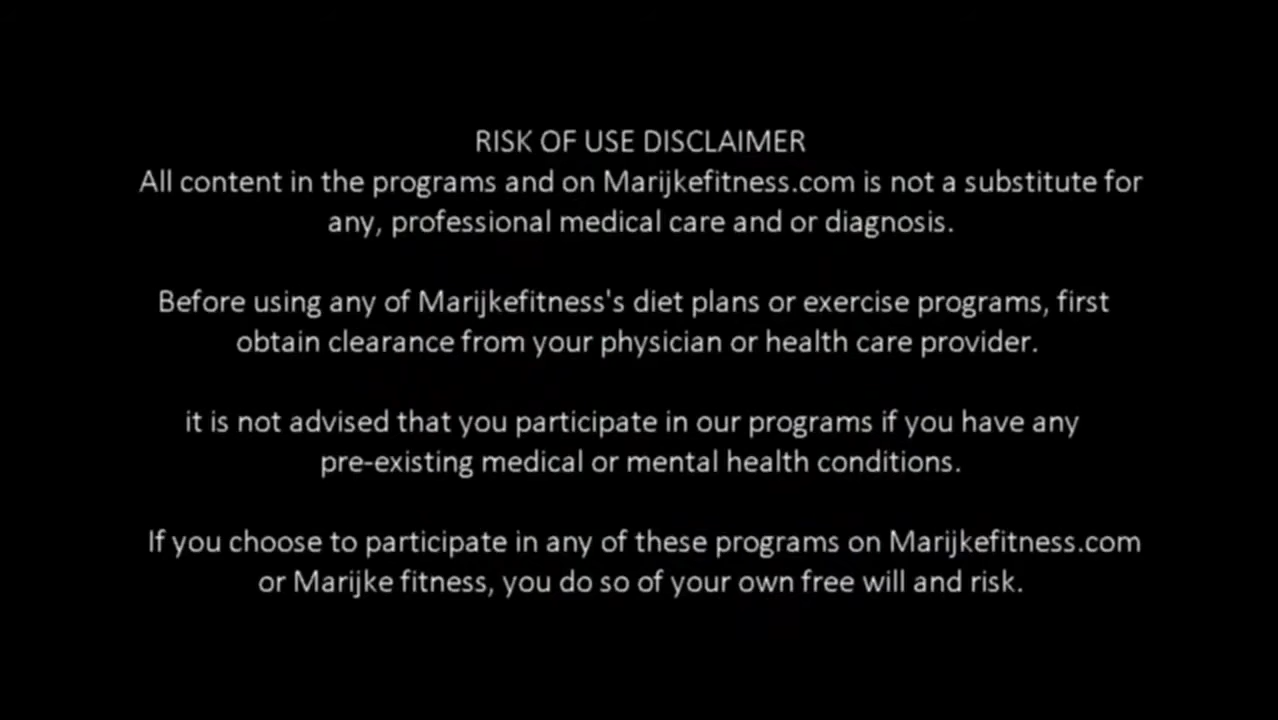 RISK OF USE DISCLAIMER
All content in the programs and on Marijkefitness.com is not a substitute for
any, professional medical care and or diagnosis.
Before using any of Marijkefitness's diet plans or exercise programs, first
obtain clearance from your physician or health care provider.
it is not advised that you participate in our programs if you have any
pre-existing medical or mental health conditions.
If you choose to participate in any of these programs on Marijkefitness.com
or Marijke fitness, you do so of your own free will and risk.